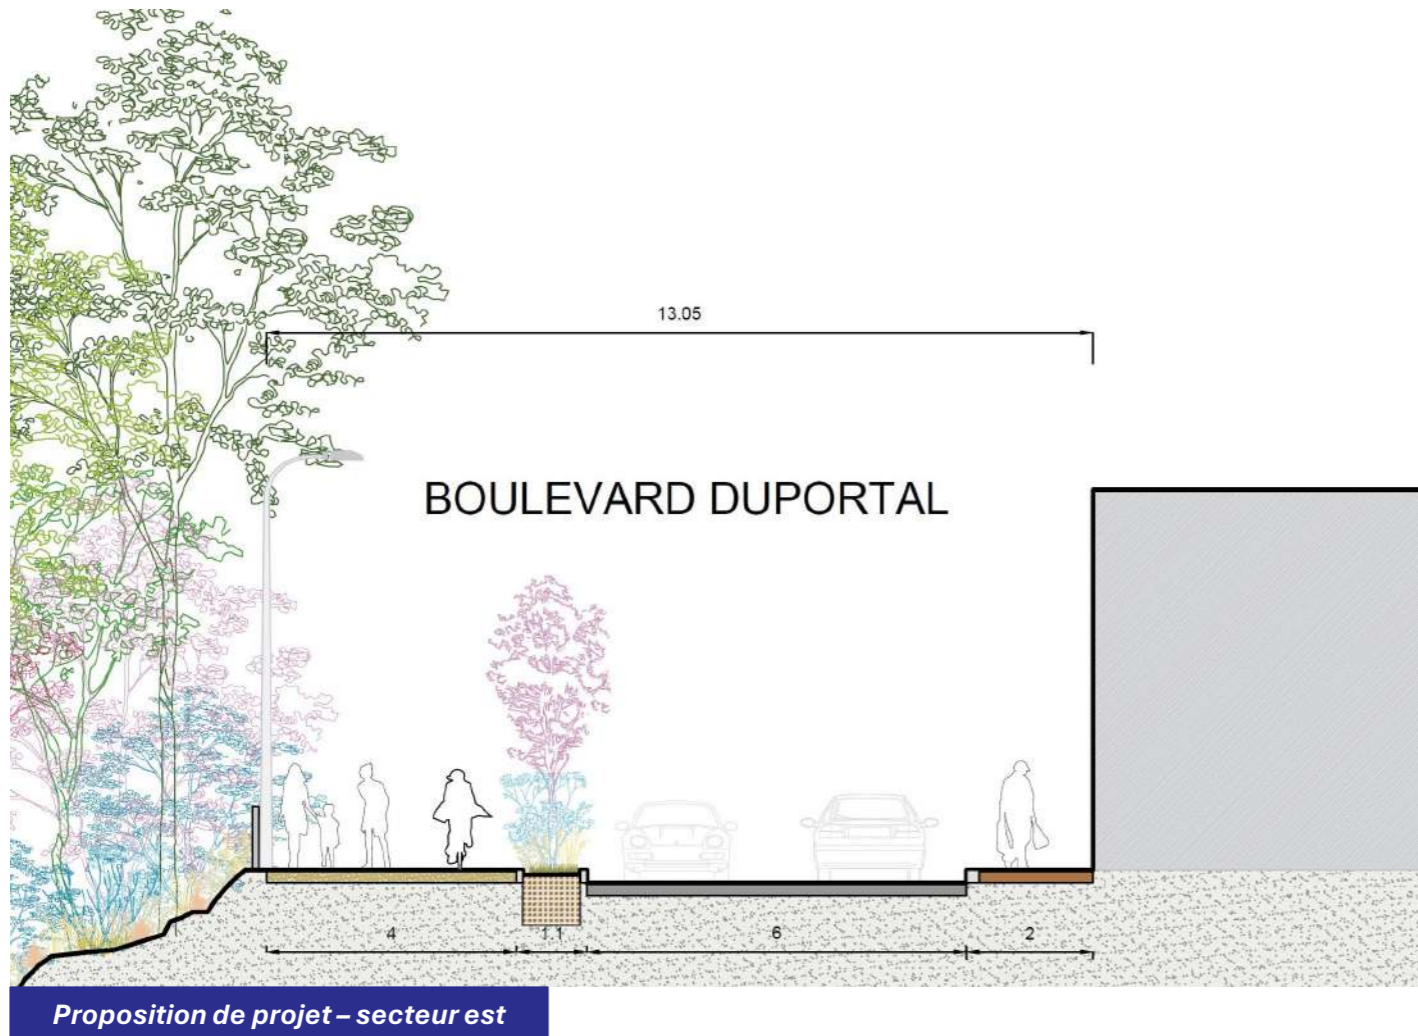 13.05
BOULEVARD DUPORTAL
4
1.1
6
2
Proposition de projet – secteur est